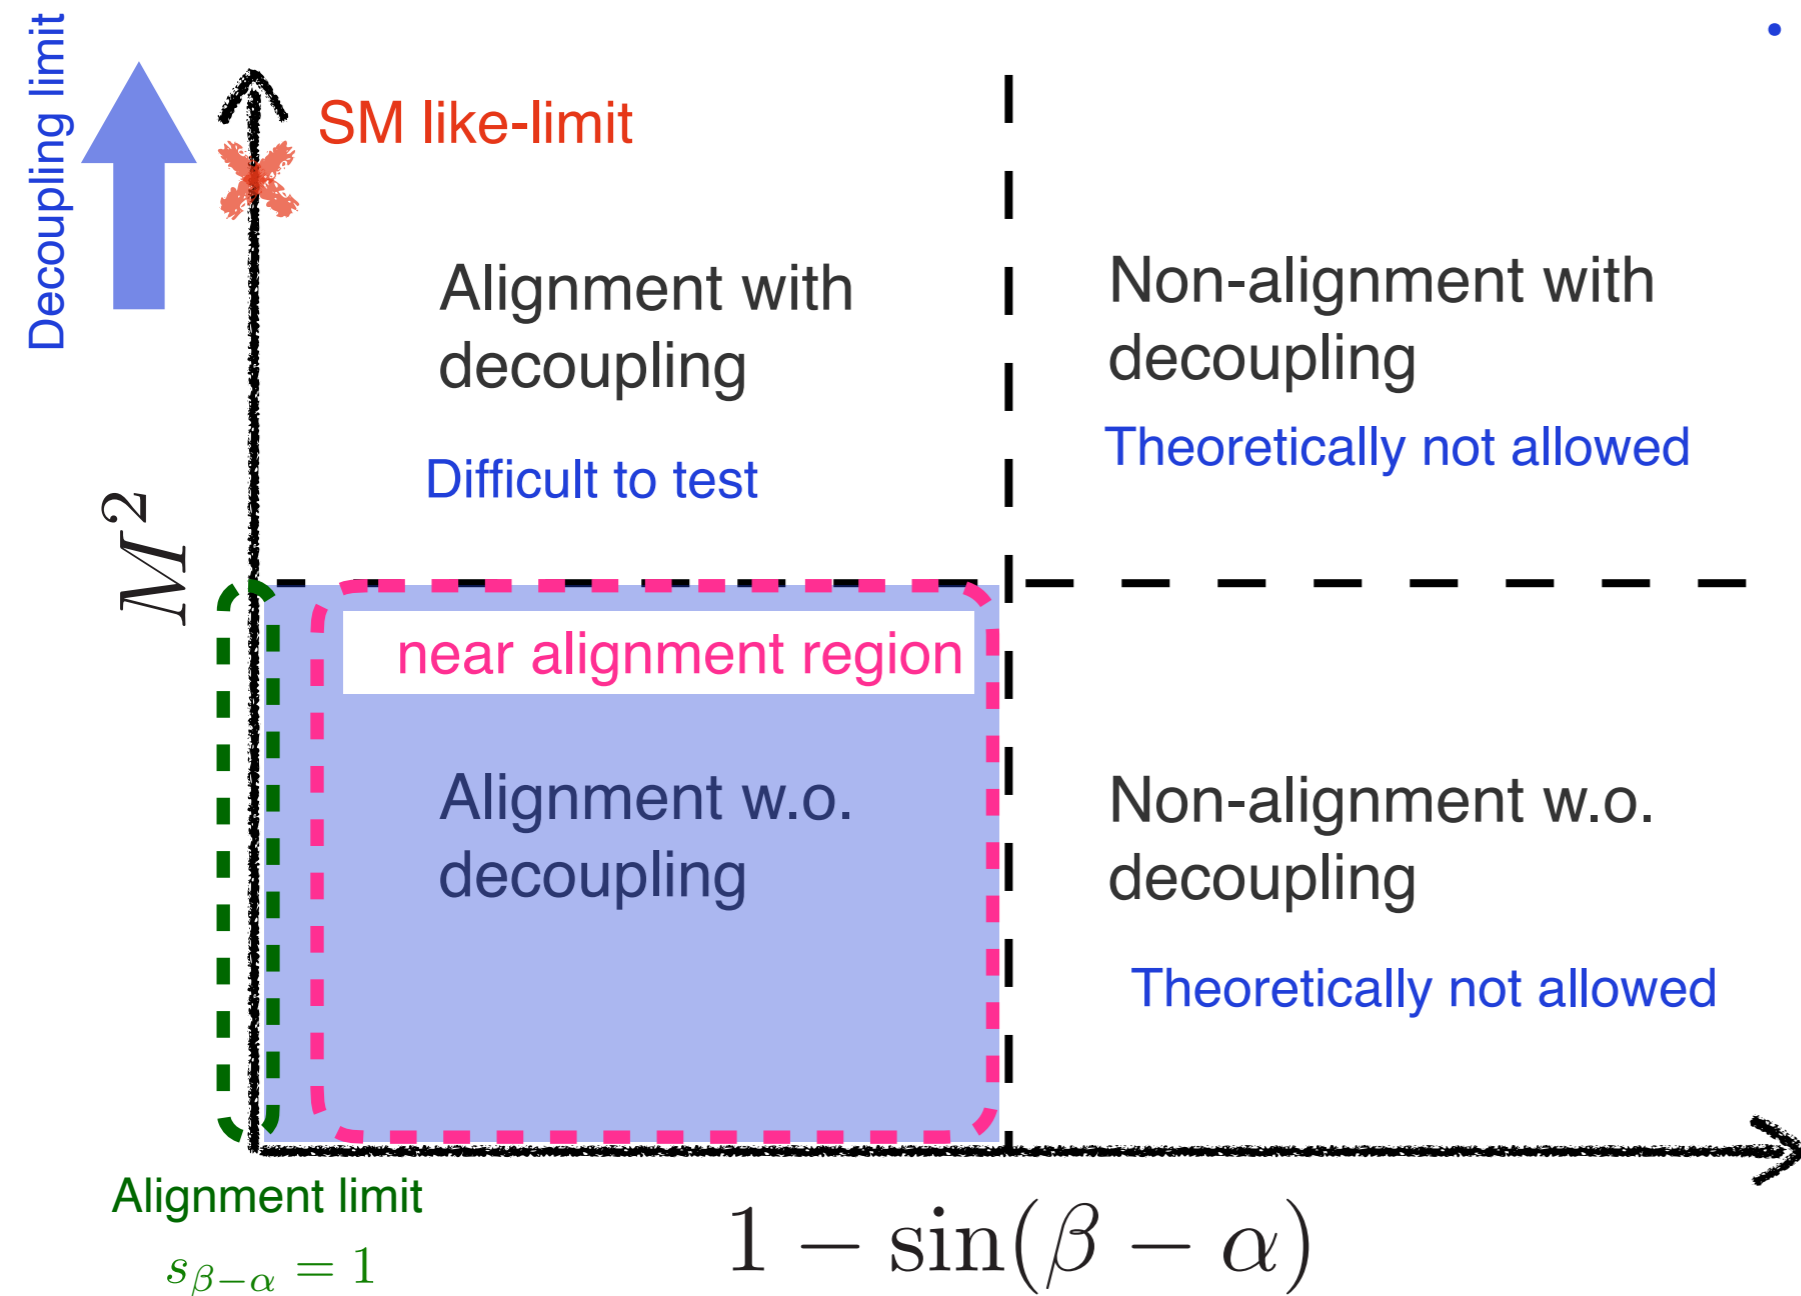 Decoupling limit
SM like-limit
Alignment with
decoupling
Difficult to test
Non-alignment with
decoupling
Theoretically not allowed
M²
near alignment region
Alignment w.o.
decoupling
Non-alignment w.o.
decoupling
Theoretically not allowed
Alignment limit
s_{β−α} = 1
1 − sin(β − α)